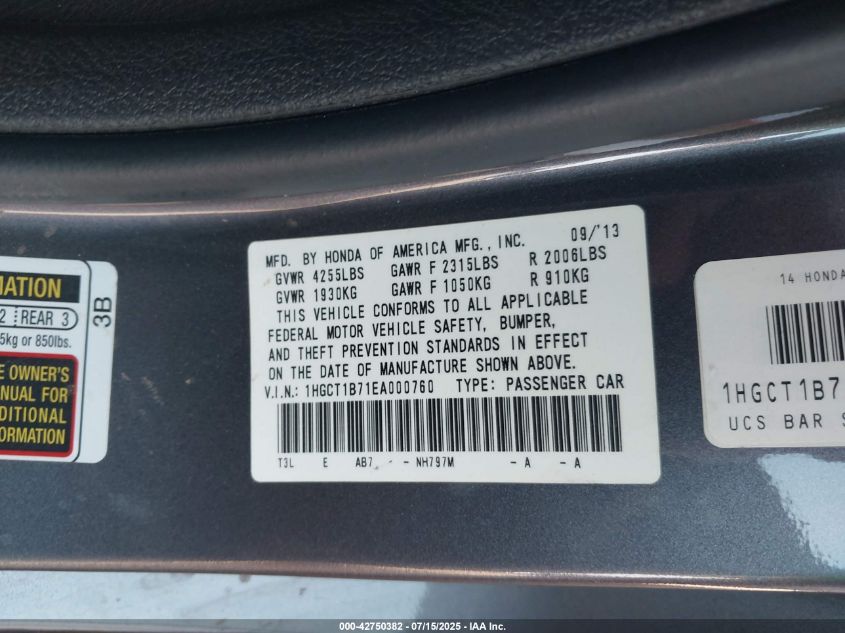 MATION
2 REAR 3
5kg or 850lbs.
3B
E OWNER'S
NUAL FOR
DITIONAL
FORMATION
MFD. BY HONDA OF AMERICA MFG., INC. 09/'13
GVWR 4255LBS GAWR F 2315LBS R 2006LBS
GVWR 1930KG GAWR F 1050KG R 910KG
THIS VEHICLE CONFORMS TO ALL APPLICABLE
FEDERAL MOTOR VEHICLE SAFETY, BUMPER,
AND THEFT PREVENTION STANDARDS IN EFFECT
ON THE DATE OF MANUFACTURE SHOWN ABOVE.
V.I.N.: 1HGCT1B71EA000760 TYPE: PASSENGER CAR
T3L E AB7 - - NH797M - A - A
14 HONDA
1HGCT1B7
UCS BAR S
000-42750382 - 07/15/2025 - IAA Inc.